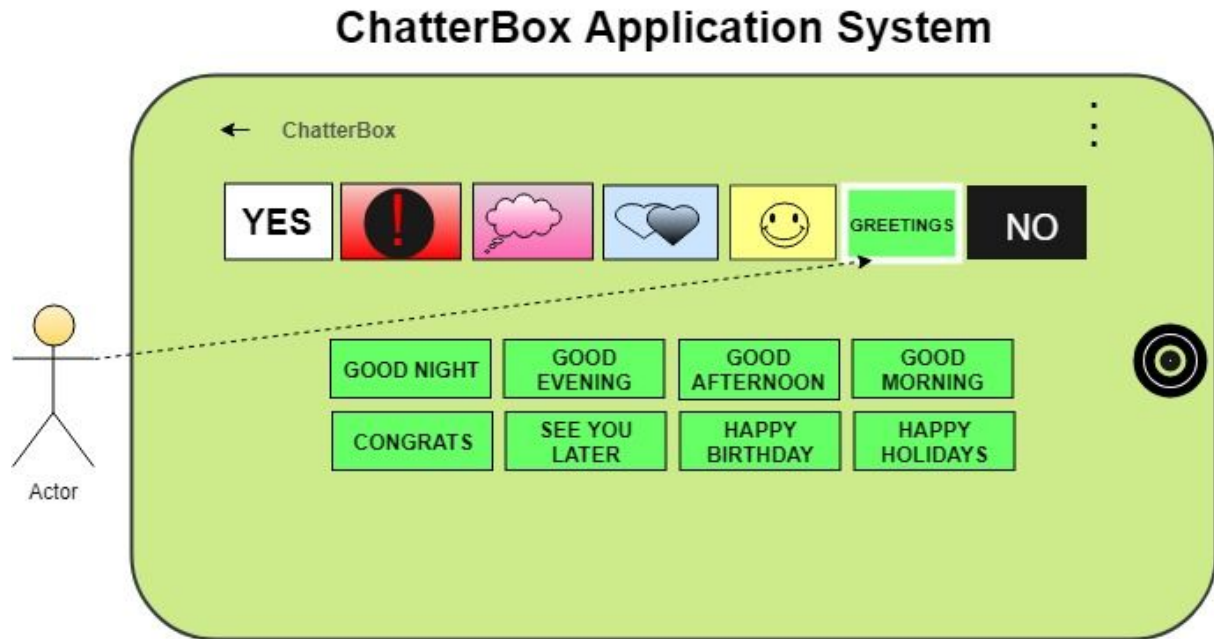 ChatterBox Application System
ChatterBox
YES
!
GREETINGS
NO
GOOD NIGHT
GOOD
EVENING
GOOD
AFTERNOON
GOOD
MORNING
CONGRATS
SEE YOU
LATER
HAPPY
BIRTHDAY
HAPPY
HOLIDAYS
Actor